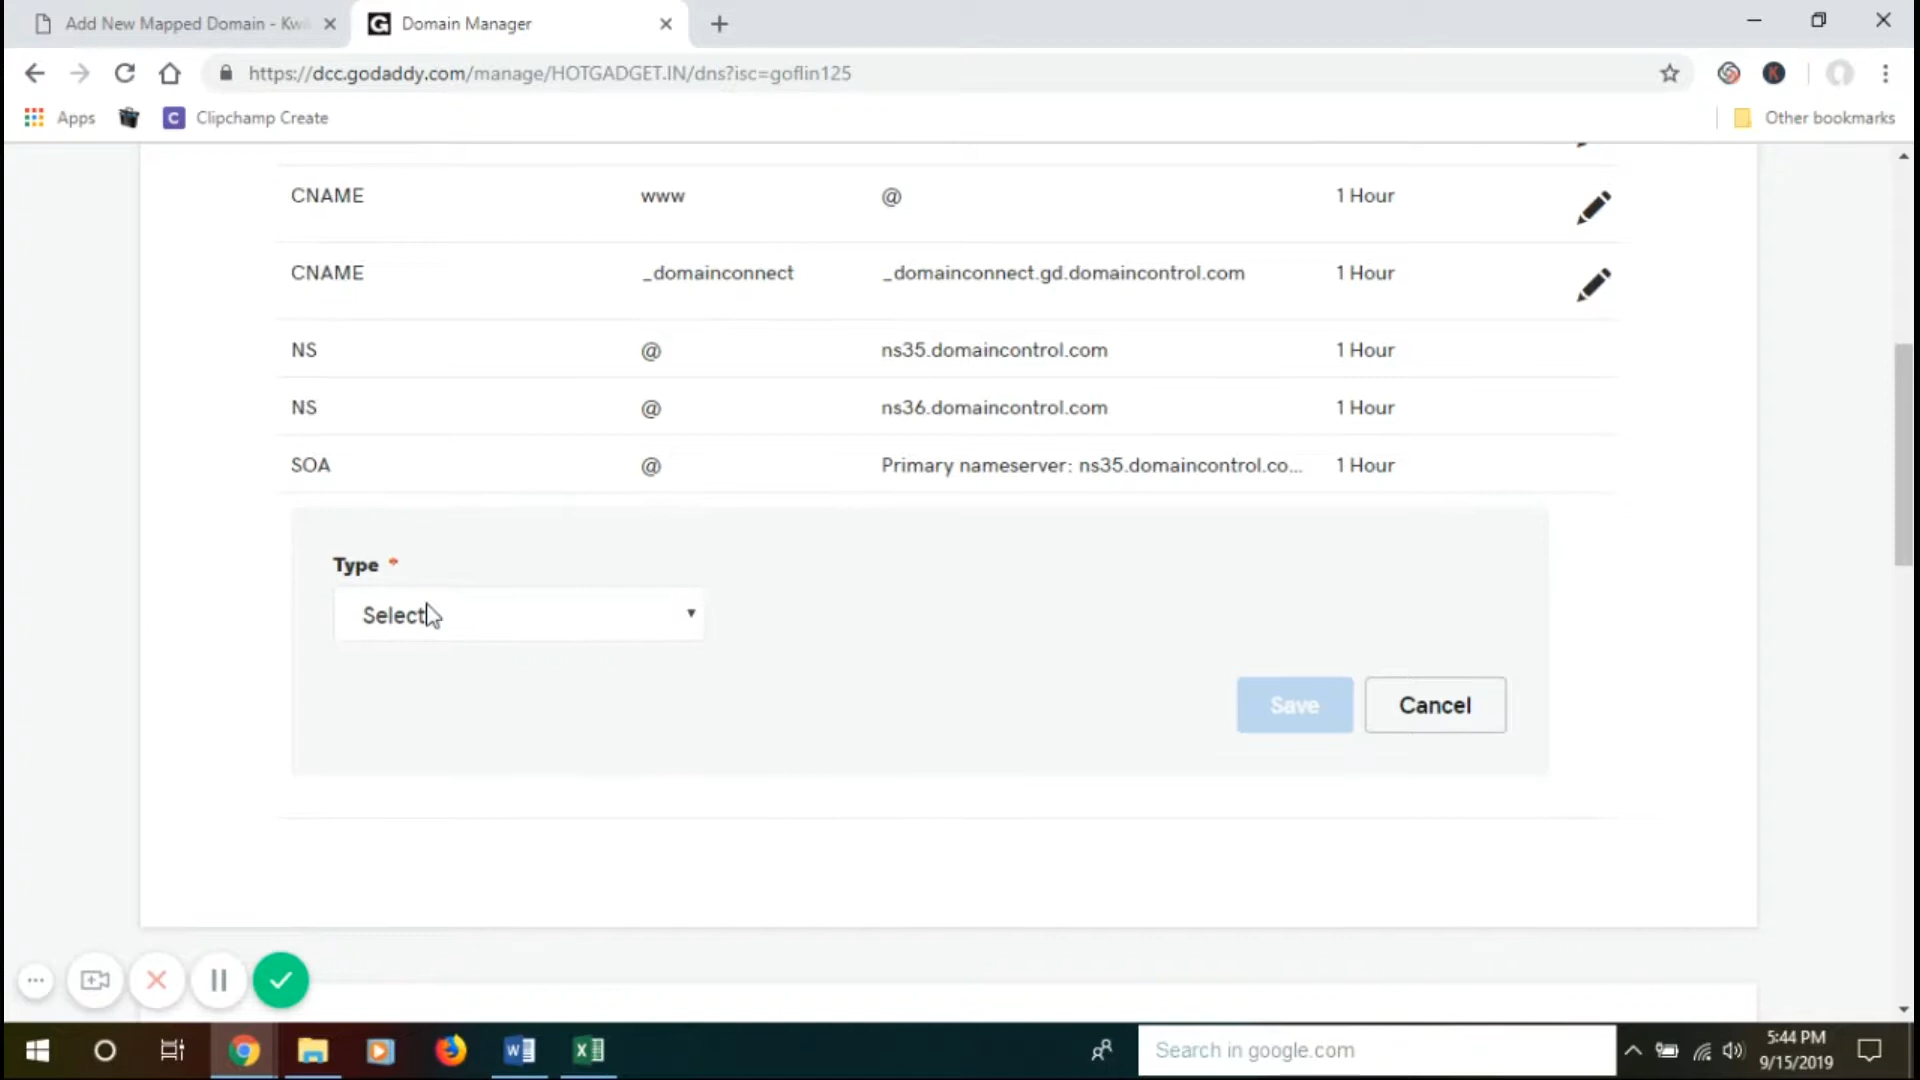 Add New Mapped Domain - Kwi
Domain Manager
https://dcc.godaddy.com/manage/HOTGADGET.IN/dns?isc=goflin125
K
Apps
C Clipchamp Create
Other bookmarks
CNAME www @ 1 Hour
CNAME _domainconnect _domainconnect.gd.domaincontrol.com 1 Hour
NS @ ns35.domaincontrol.com 1 Hour
NS @ ns36.domaincontrol.com 1 Hour
SOA @ Primary nameserver: ns35.domaincontrol.co... 1 Hour
Type *
Select
Save Cancel
Search in google.com
5:44 PM
9/15/2019